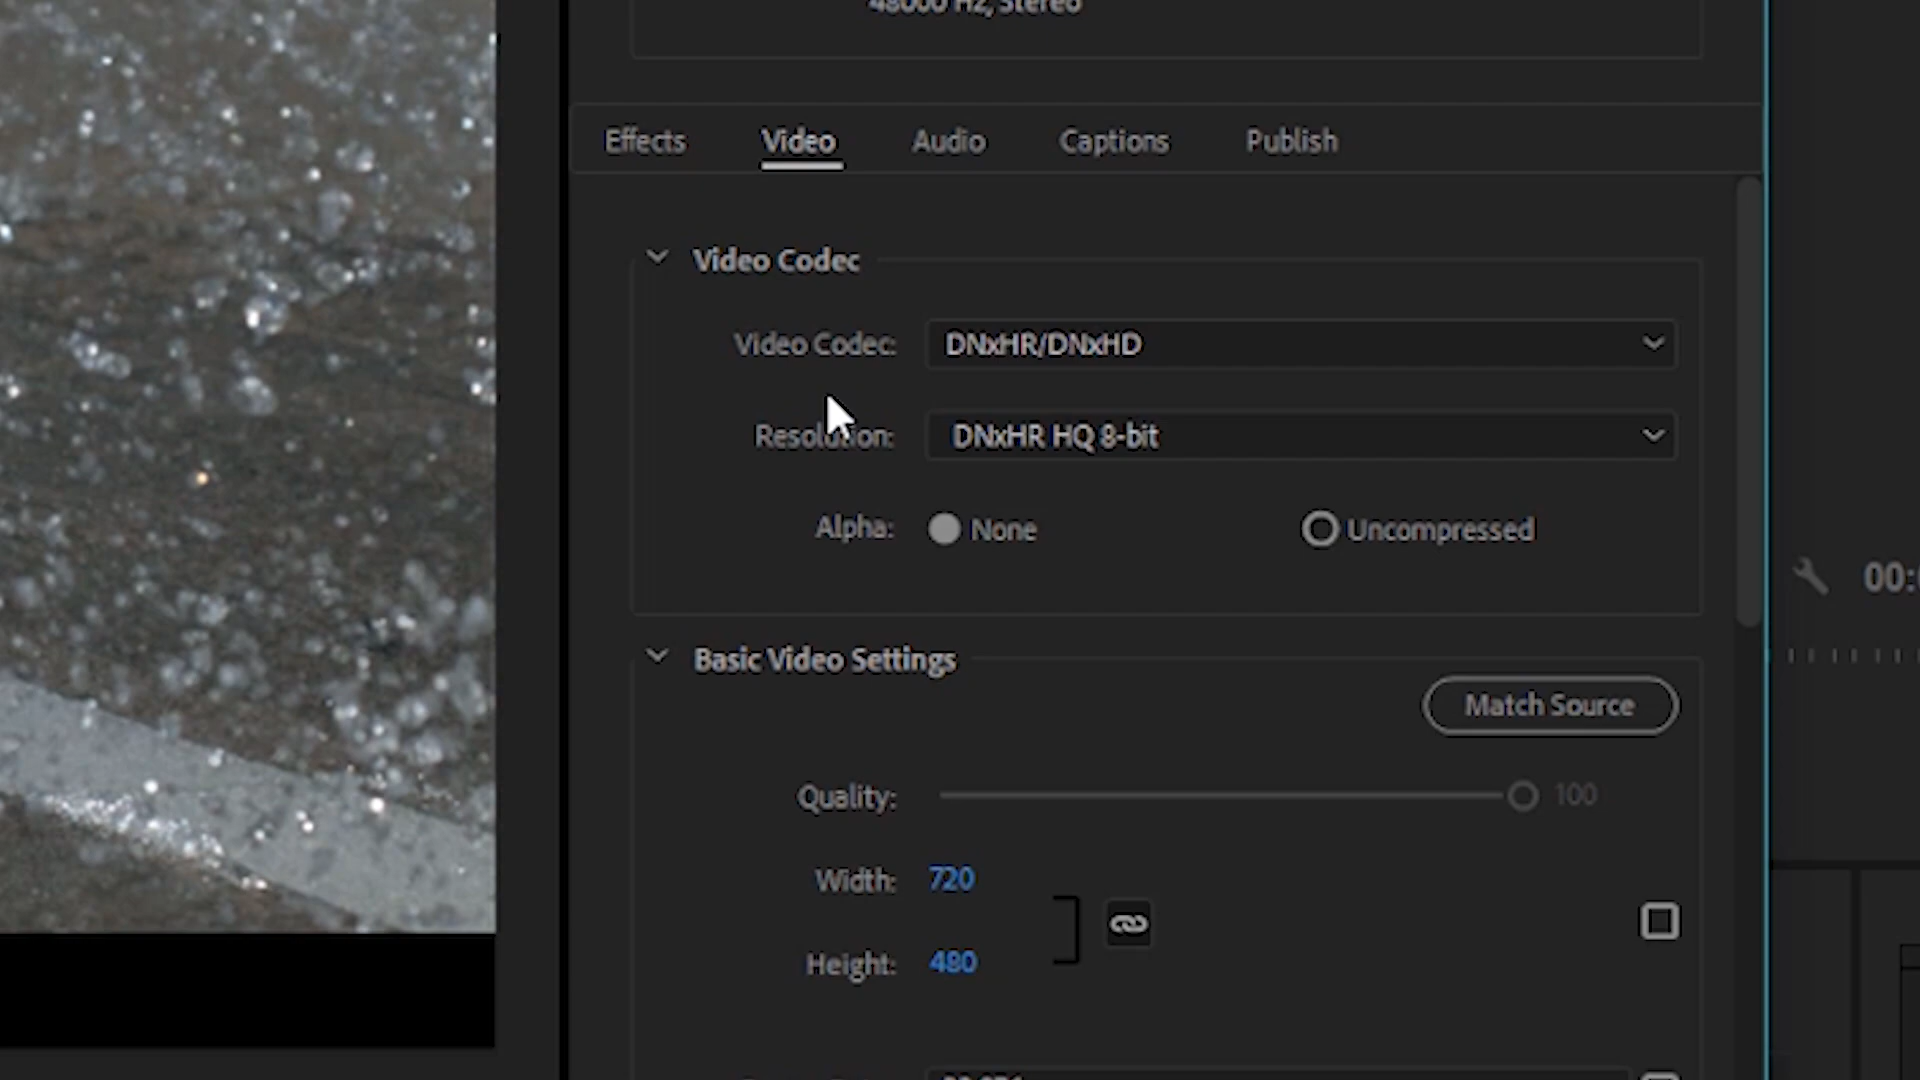 48000 Hz, Stereo
Effects Video Audio Captions Publish
Video Codec
Video Codec: DNxHR/DNxHD
Resolution: DNxHR HQ 8-bit
Alpha: None Uncompressed
Basic Video Settings
Match Source
Quality: 100
Width: 720
Height: 480
00: